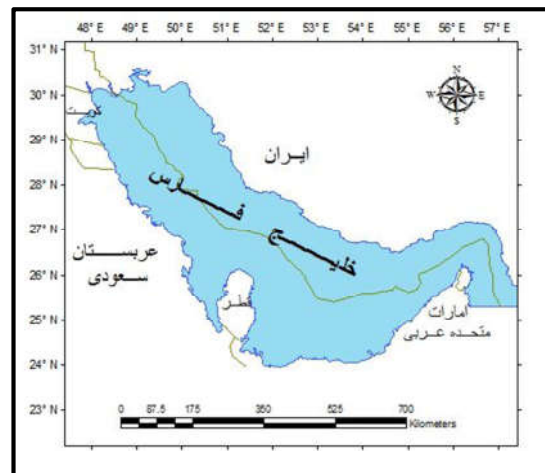 48° E 49° E 50° E 51° E 52° E 53° E 54° E 55° E 56° E 57° E
31° N
30° N
29° N
28° N
27° N
26° N
25° N
24° N
23° N
N
W E
S
کویت
ایران
خلیج فارس
عربستان
سعودی
قطر
امارات
متحده عربی
0 87.5 175 350 525 700
Kilometers